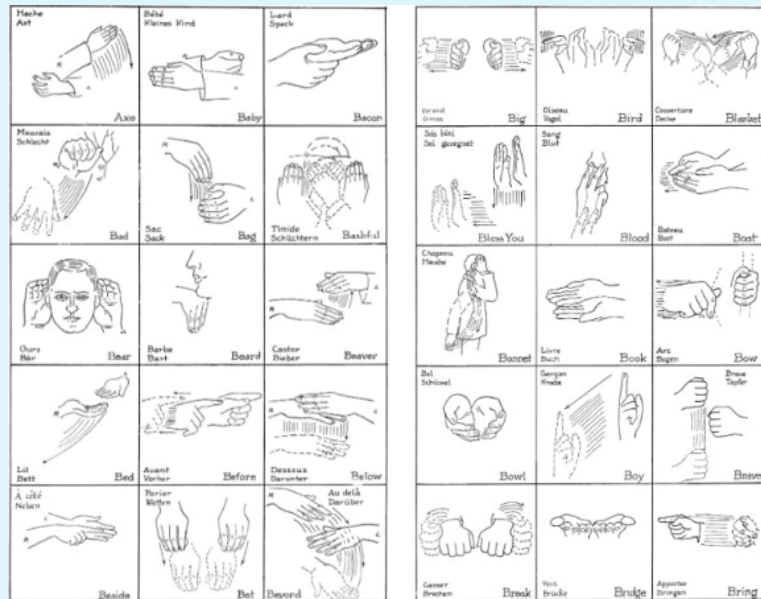 Hache
Axt
Axe
Bébé
Kleines Kind
Baby
Lard
Speck
Bacon
Mauvais
Schlecht
Bad
Sac
Sack
Bag
Timide
Schüchtern
Bashful
Ours
Bär
Bear
Barbe
Bart
Beard
Castor
Bieber
Beaver
Lit
Bett
Bed
Avant
Vorher
Before
Dessous
Darunter
Below
À côté
Neben
Beside
Parier
Wetten
Bet
Au delà
Darüber
Beyond
Grand
Gross
Big
Oiseau
Vogel
Bird
Couverture
Decke
Blanket
Sois béni
Sei gesegnet
Bless You
Sang
Blut
Blood
Bateau
Boot
Boat
Chapeau
Haube
Bonnet
Livre
Buch
Book
Arc
Bogen
Bow
Bol
Schüssel
Bowl
Garçon
Knabe
Boy
Brave
Tapfer
Brave
Casser
Brechen
Break
Brücke
Bridge
Apporter
Bringen
Bring